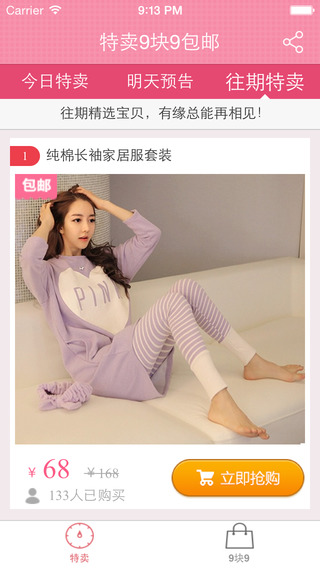 Carrier 9:13 PM
特卖9块9包邮
今日特卖 明天预告 往期特卖
往期精选宝贝，有缘总能再相见！
1 纯棉长袖家居服套装
包邮
PINK
¥ 68 ¥168
133人已购买
立即抢购
特卖 9块9